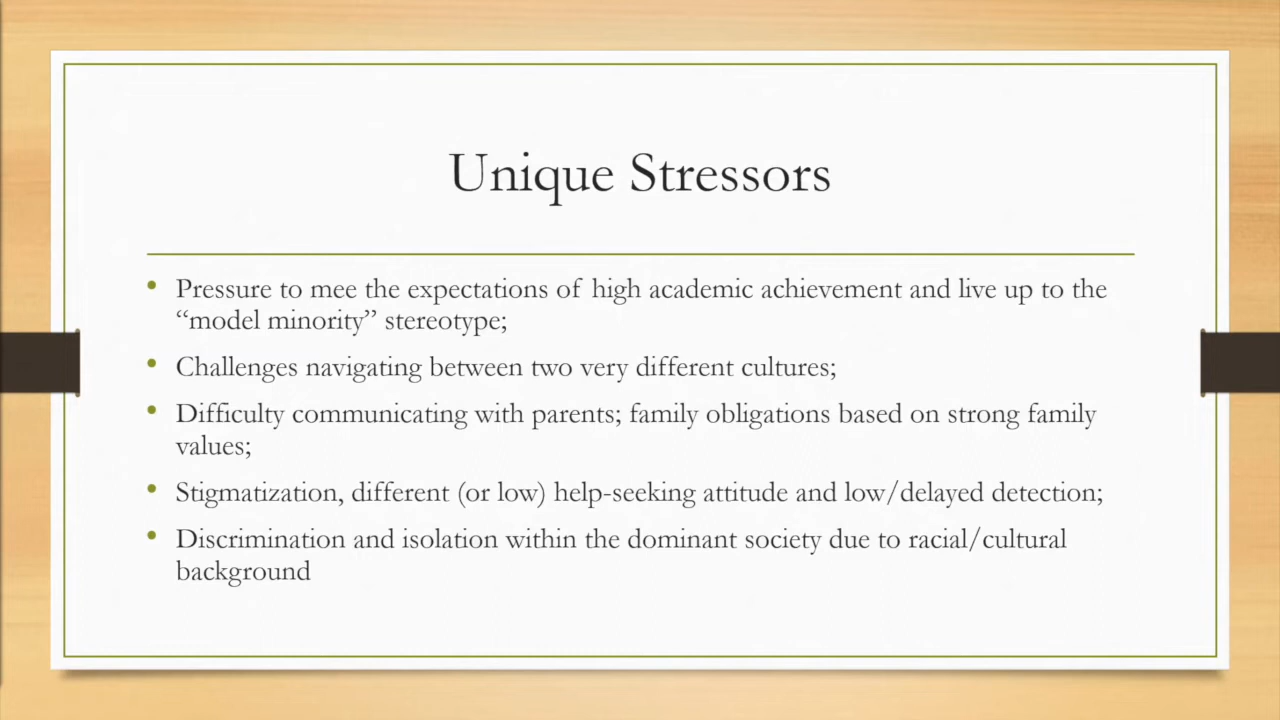 Unique Stressors
• Pressure to mee the expectations of high academic achievement and live up to the
“model minority” stereotype;
• Challenges navigating between two very different cultures;
• Difficulty communicating with parents; family obligations based on strong family
values;
• Stigmatization, different (or low) help-seeking attitude and low/delayed detection;
• Discrimination and isolation within the dominant society due to racial/cultural
background